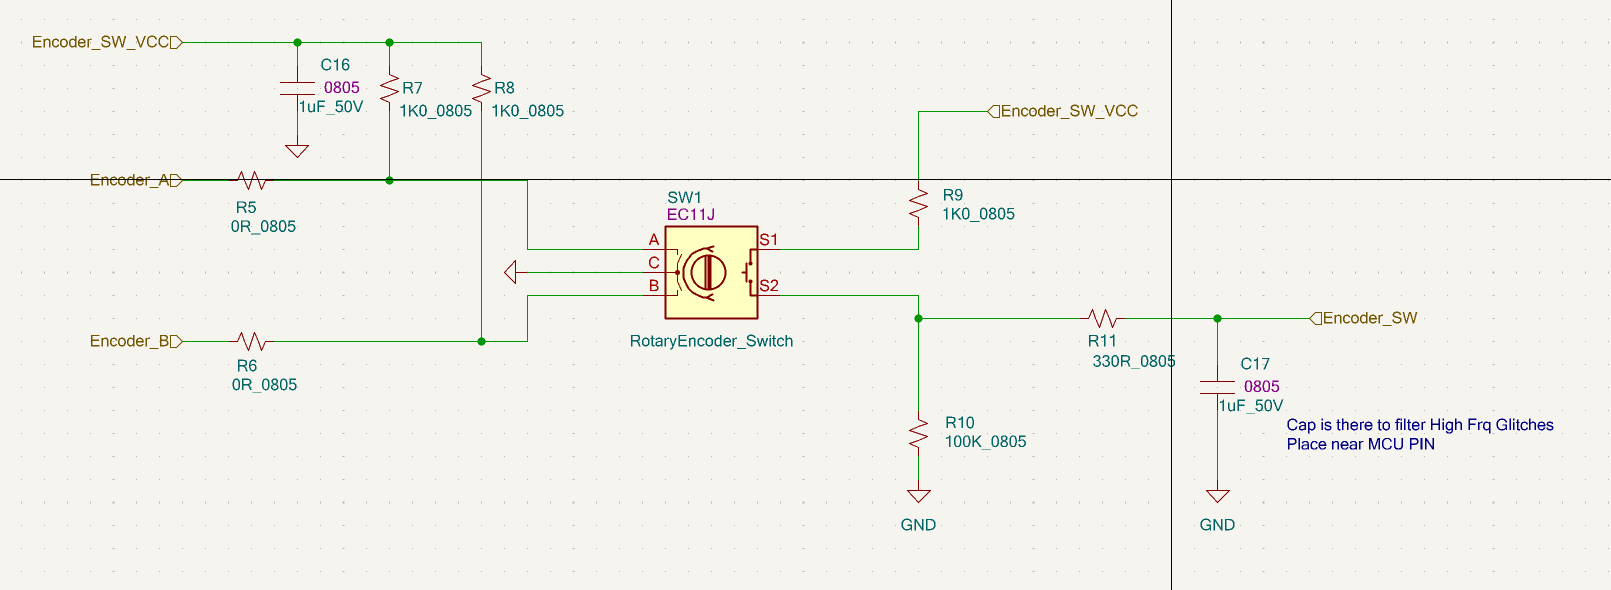 Encoder_SW_VCC
C16
0805
1uF_50V
R7
1K0_0805
R8
1K0_0805
Encoder_SW_VCC
Encoder_A
R5
0R_0805
SW1
EC11J
A
C
B
S1
S2
RotaryEncoder_Switch
R9
1K0_0805
Encoder_B
R6
0R_0805
R11
330R_0805
Encoder_SW
C17
0805
1uF_50V
Cap is there to filter High Frq Glitches
Place near MCU PIN
R10
100K_0805
GND
GND